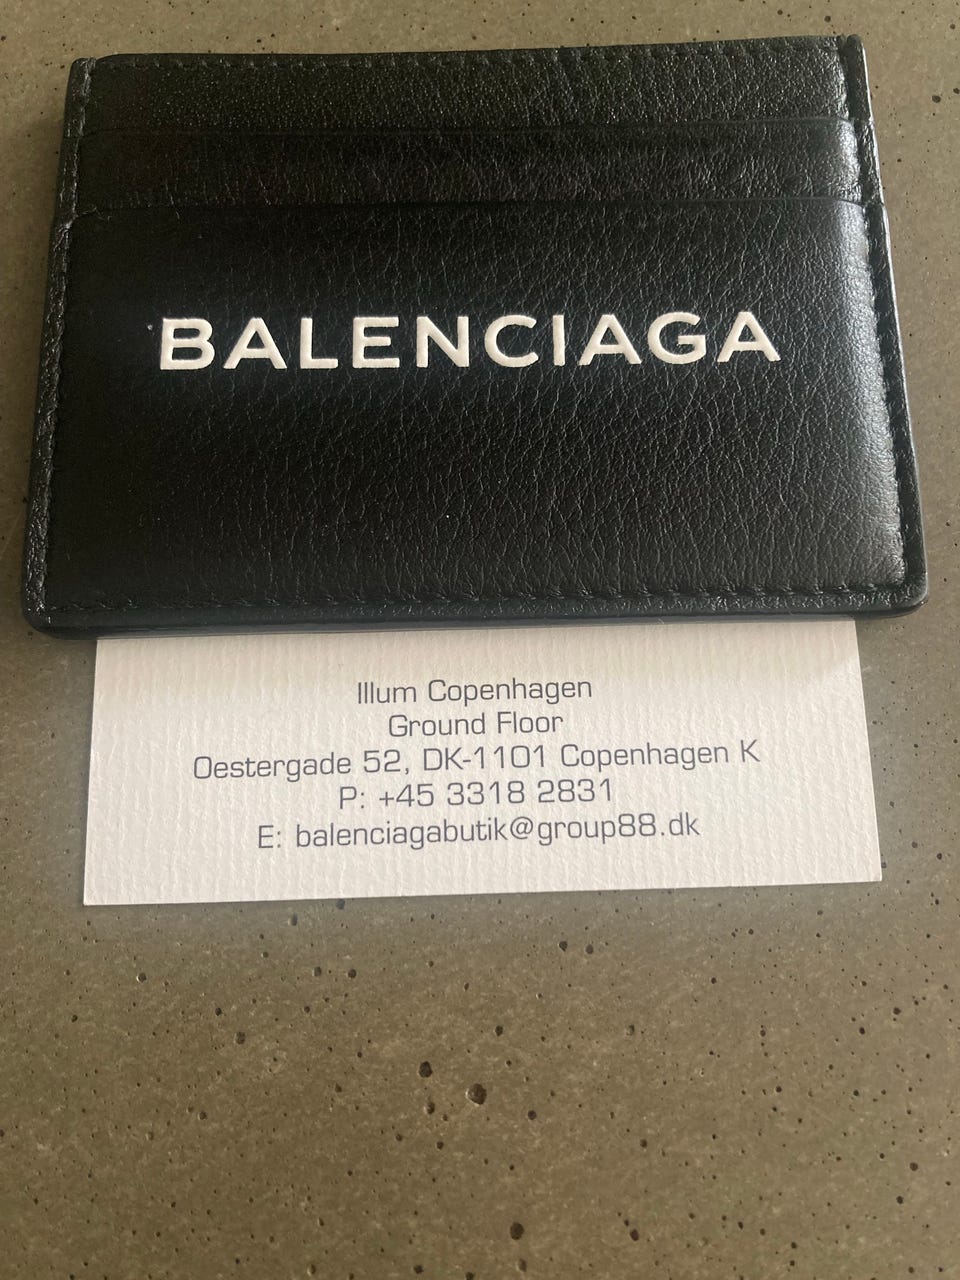 BALENCIAGA
Illum Copenhagen
Ground Floor
Oestergade 52, DK-1101 Copenhagen K
P: +45 3318 2831
E: balenciagabutik@group88.dk